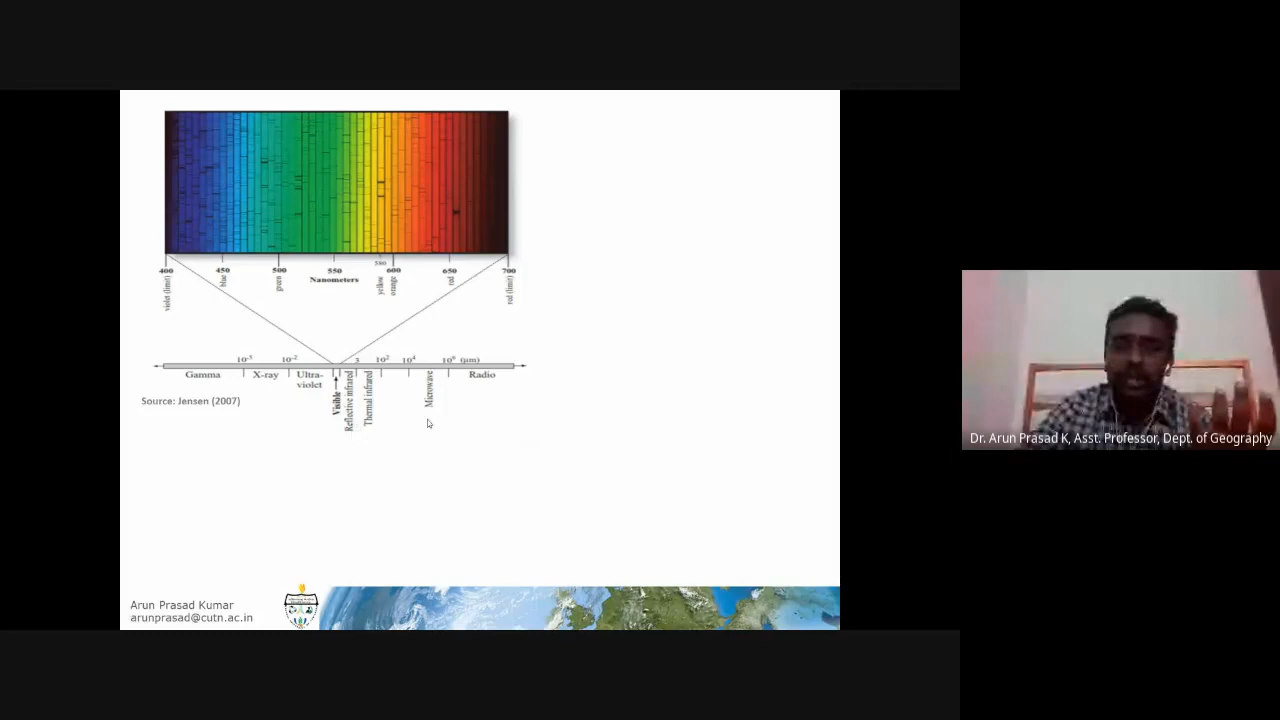 400 450 500 550 580 600 650 700
violet (limit) blue green Nanometers yellow orange red red (limit)
10⁻⁵ 10⁻² 3 10² 10⁴ 10⁶ (μm)
Gamma X-ray Ultra-
violet
Visible
Reflective infrared
Thermal infrared
Microwave
Radio
Source: Jensen (2007)
Arun Prasad Kumar
arunprasad@cutn.ac.in
Dr. Arun Prasad K, Asst. Professor, Dept. of Geography